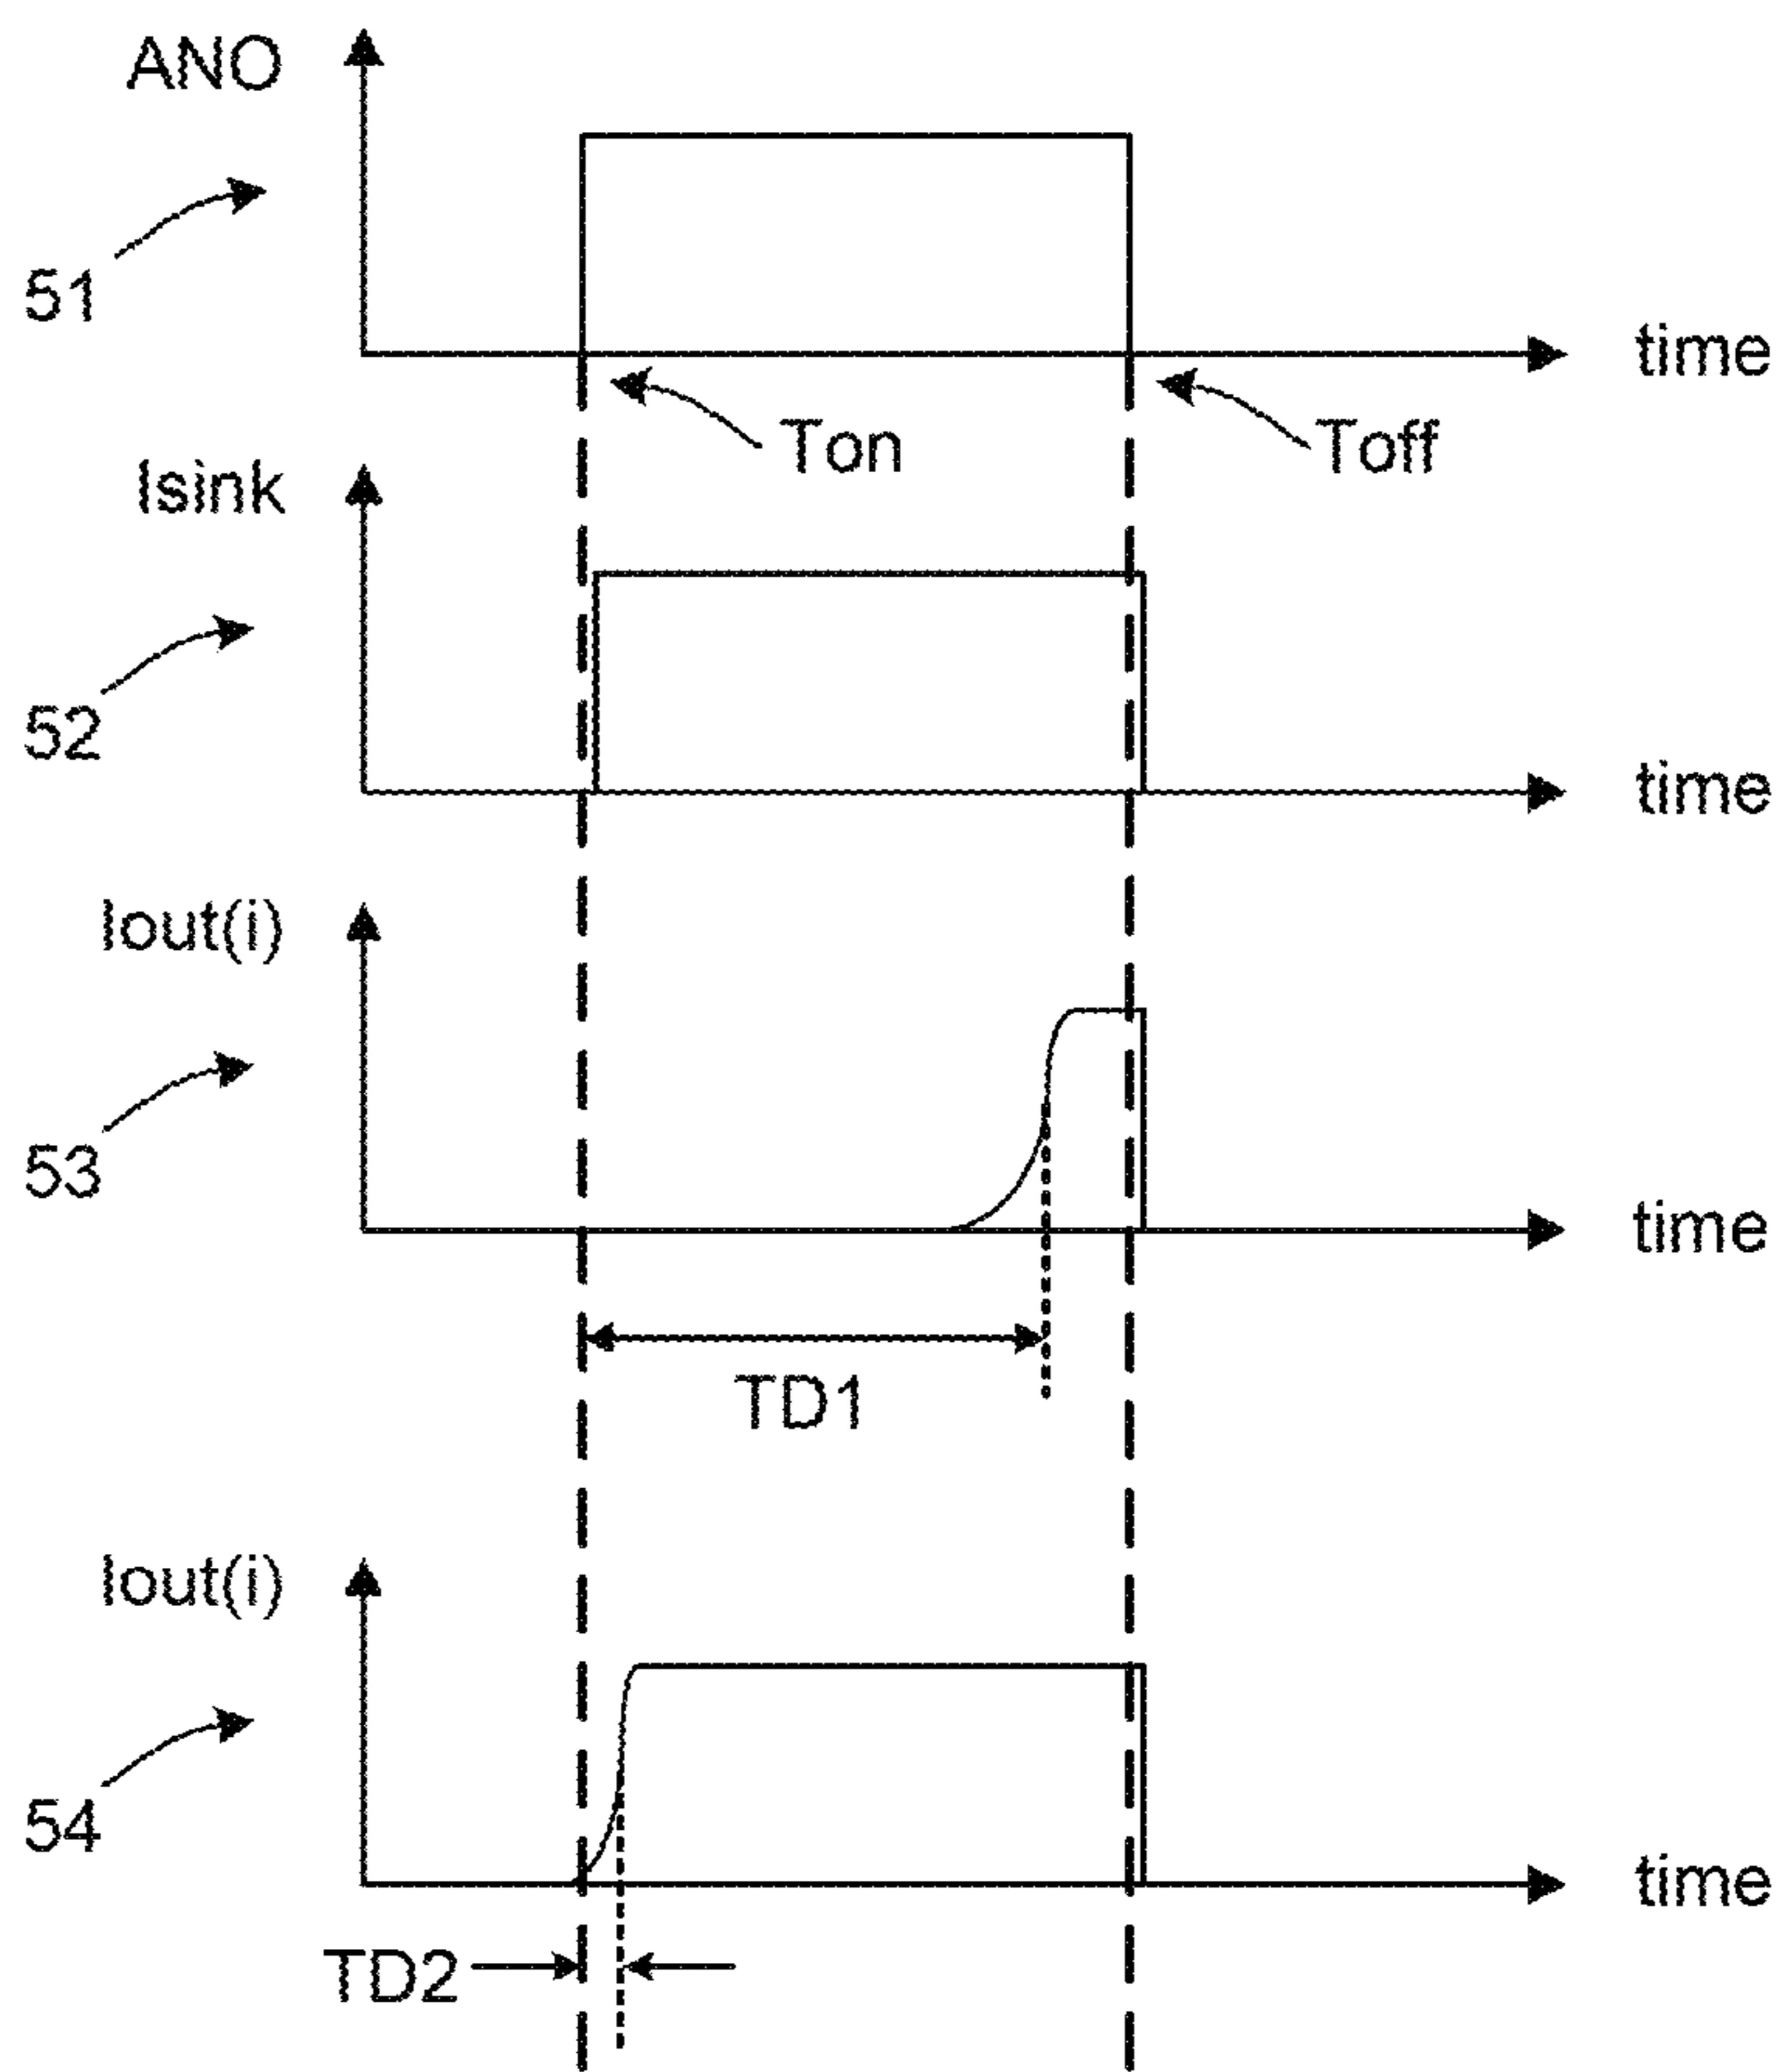 ANO
51
time
Ton
Toff
Isink
52
time
Iout(i)
53
time
TD1
Iout(i)
54
time
TD2